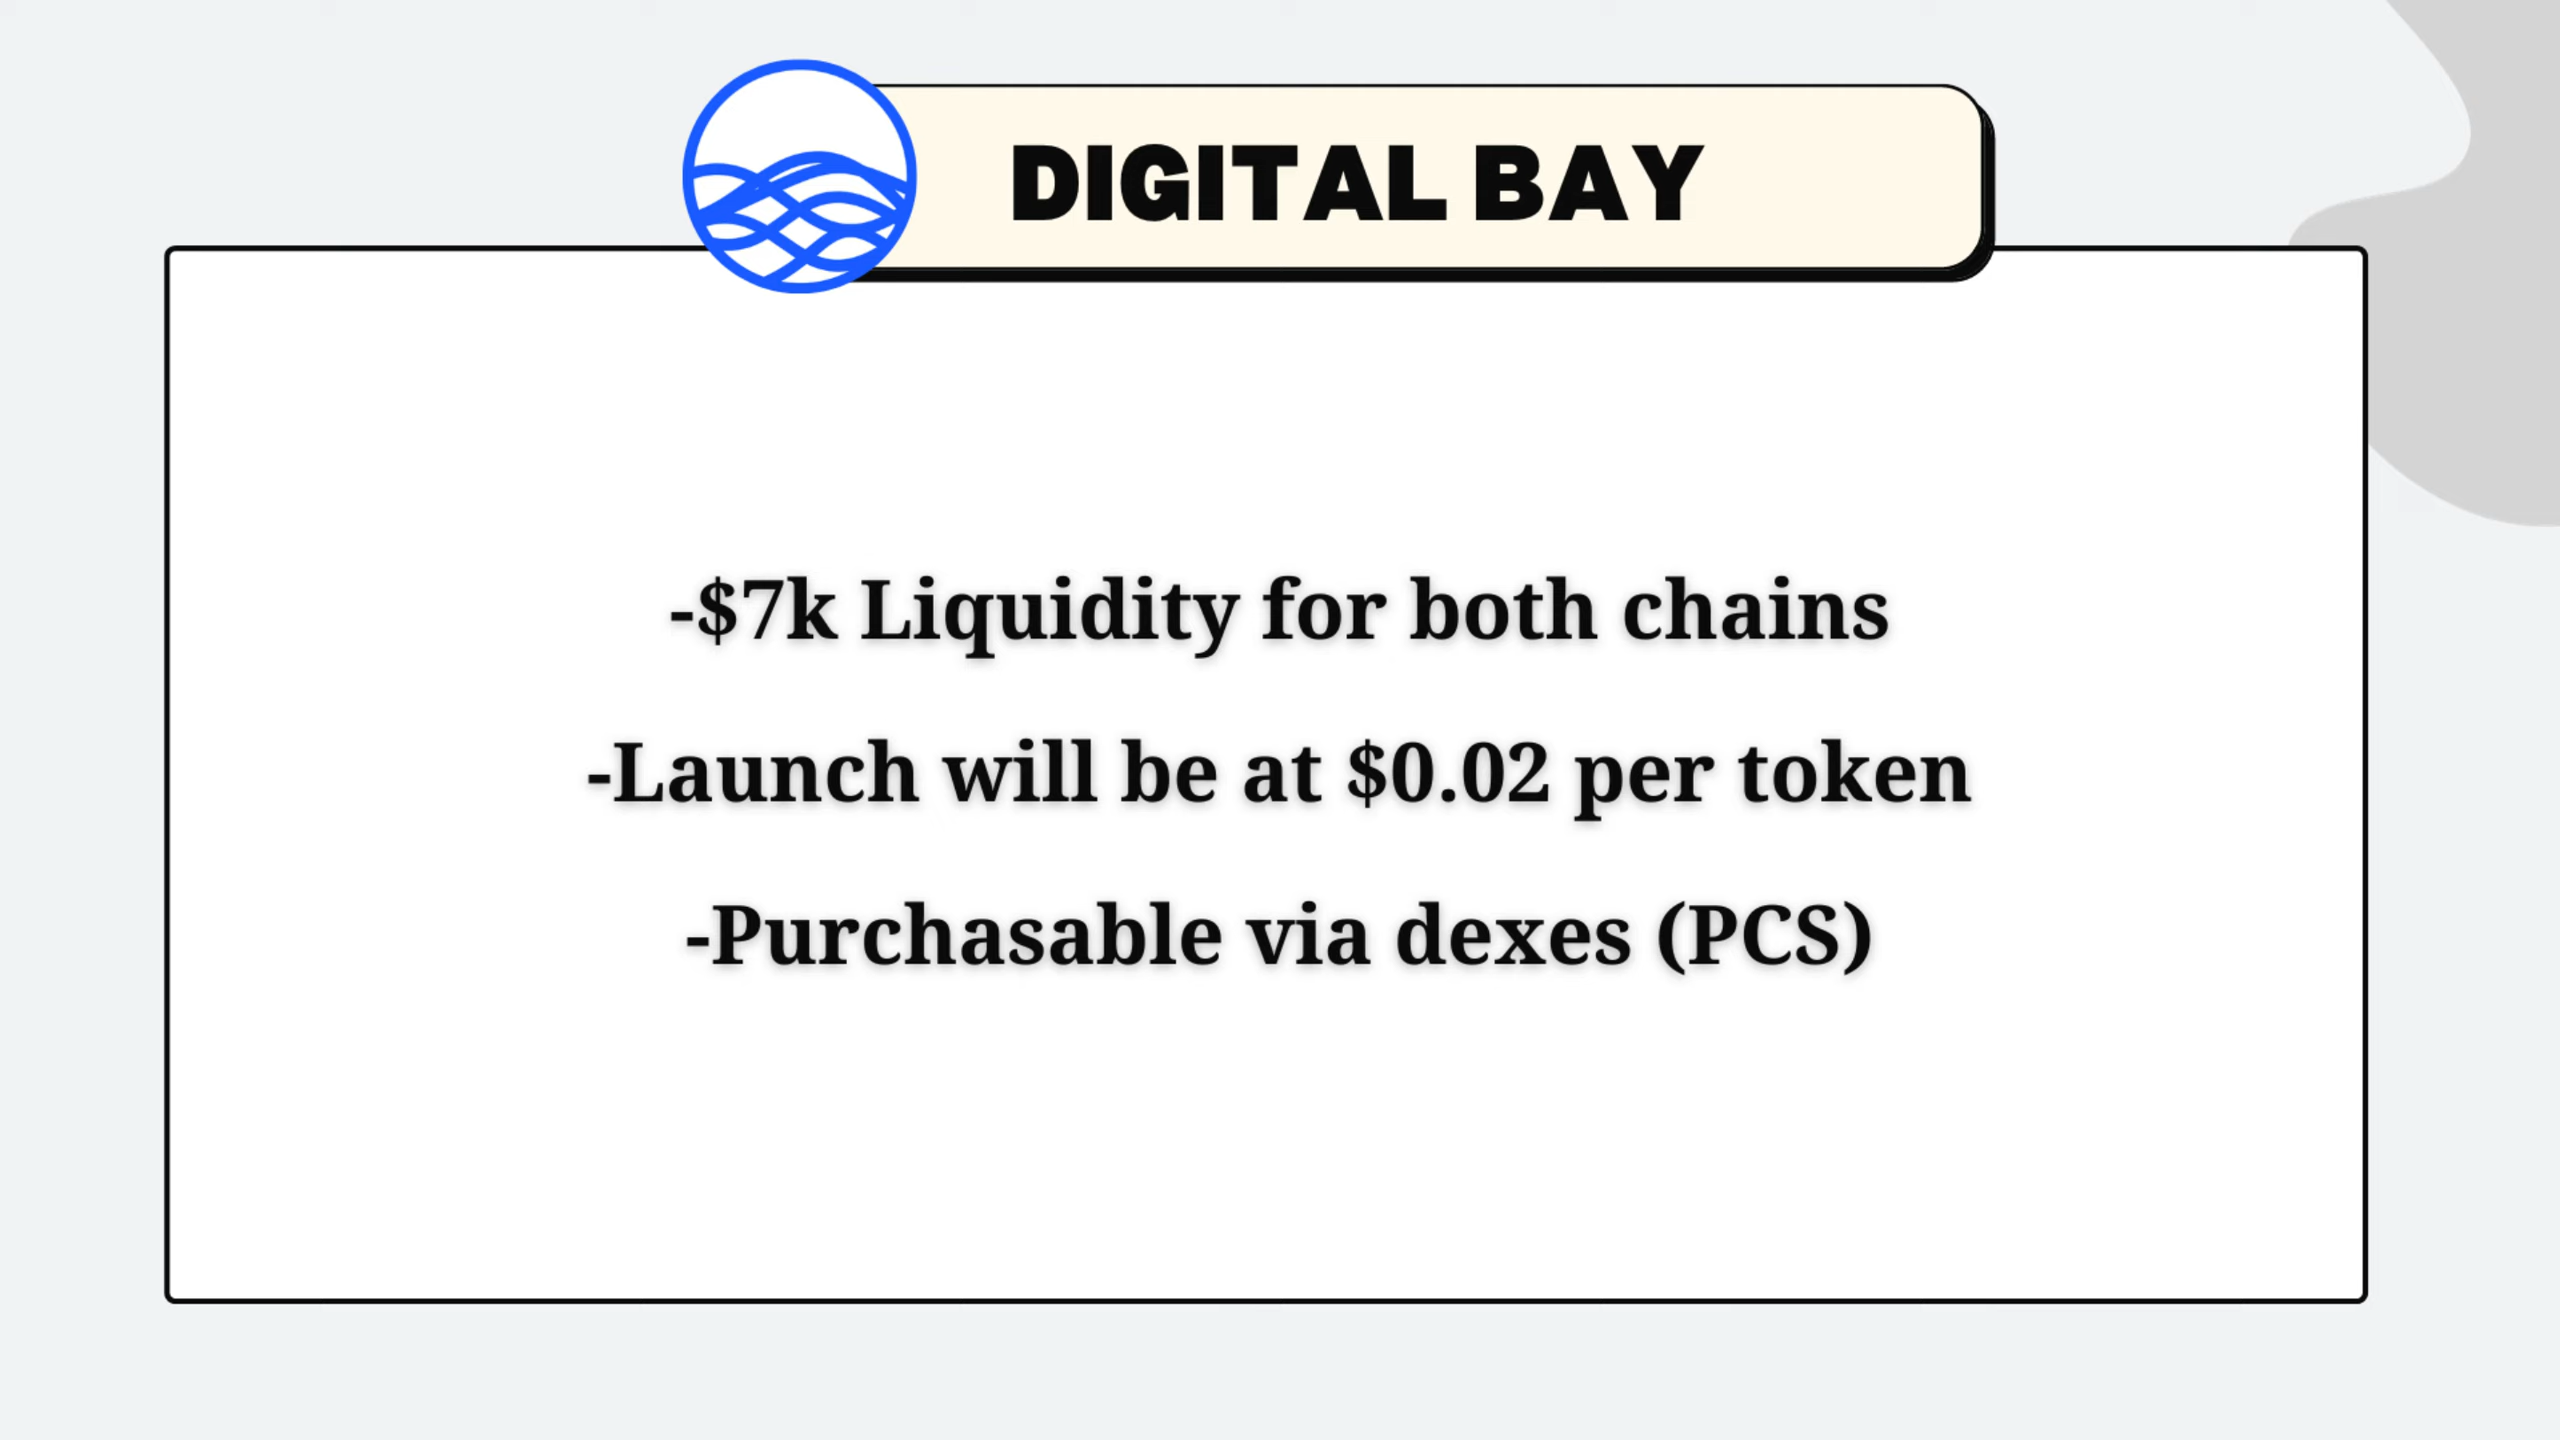 DIGITAL BAY
-$7k Liquidity for both chains
-Launch will be at $0.02 per token
-Purchasable via dexes (PCS)